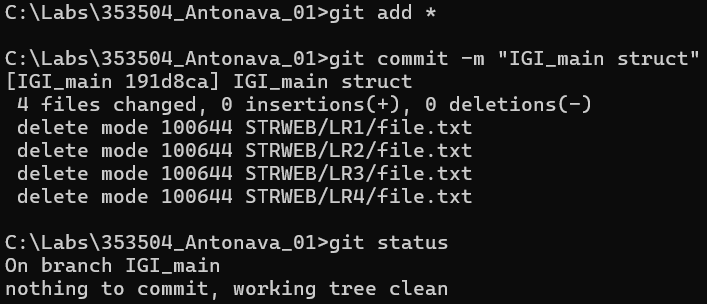 C:\Labs\353504_Antonava_01>git add *
C:\Labs\353504_Antonava_01>git commit -m "IGI_main struct"
[IGI_main 191d8ca] IGI_main struct
 4 files changed, 0 insertions(+), 0 deletions(-)
 delete mode 100644 STRWEB/LR1/file.txt
 delete mode 100644 STRWEB/LR2/file.txt
 delete mode 100644 STRWEB/LR3/file.txt
 delete mode 100644 STRWEB/LR4/file.txt
C:\Labs\353504_Antonava_01>git status
On branch IGI_main
nothing to commit, working tree clean